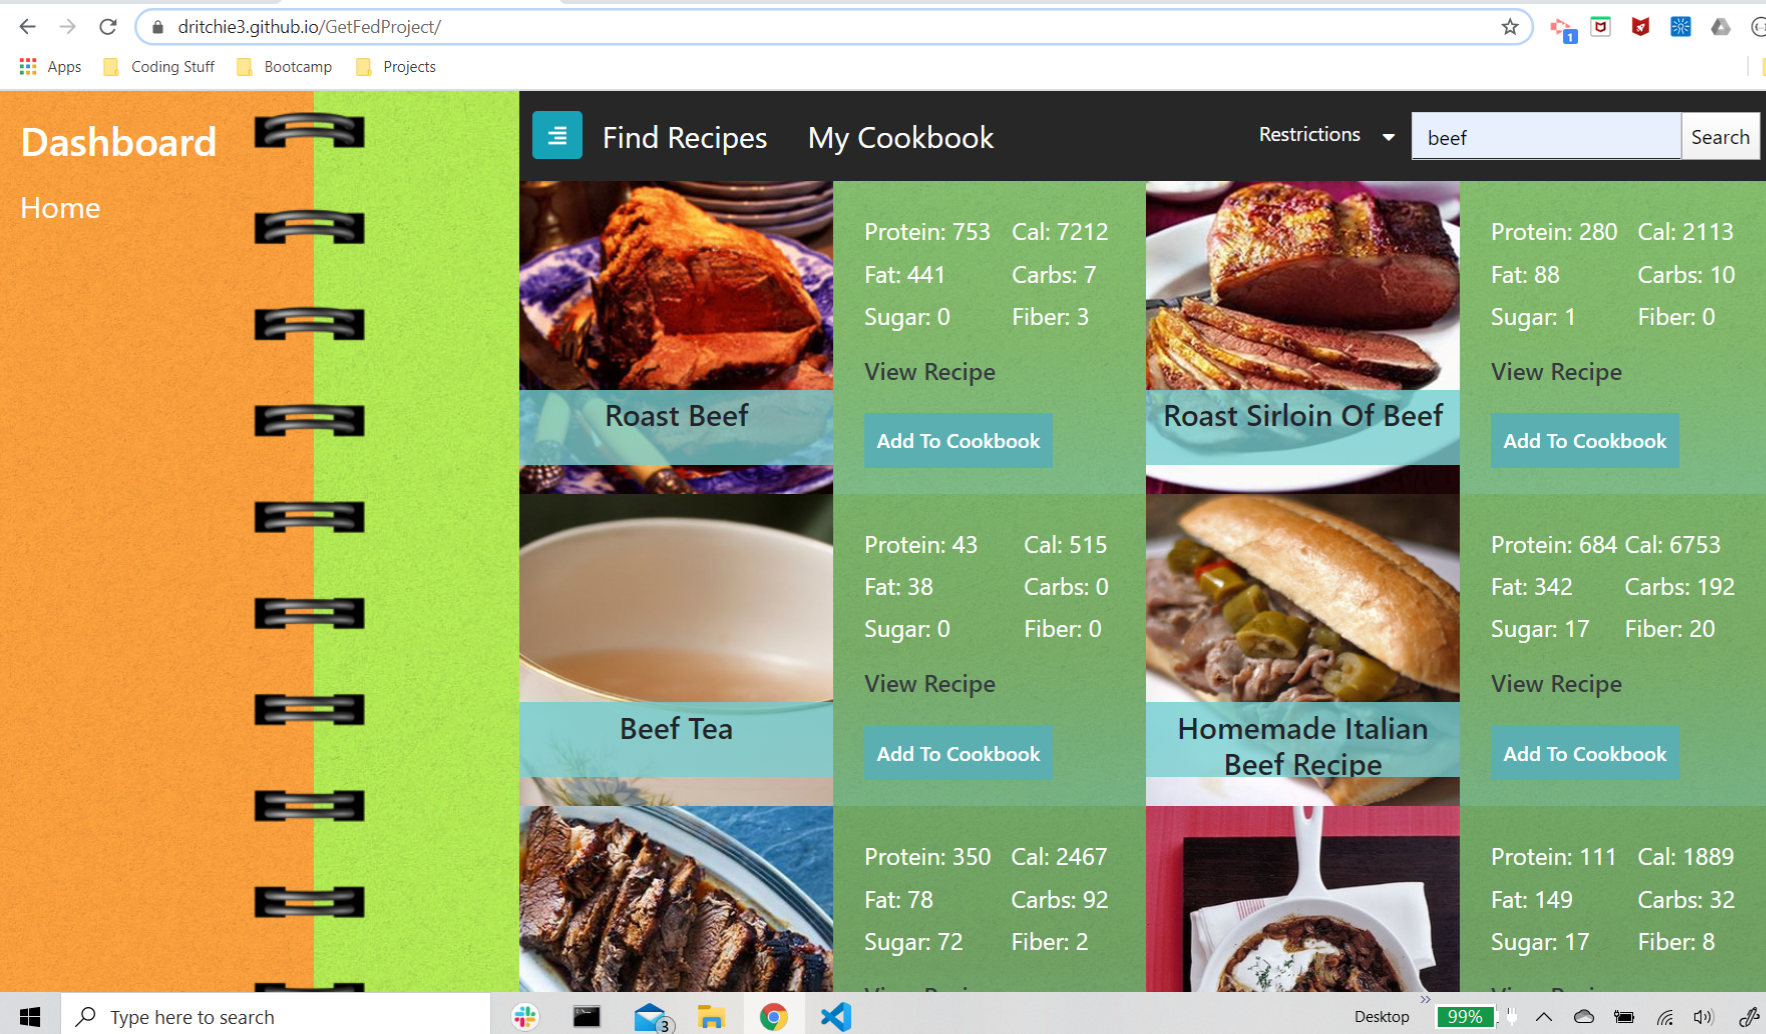 dritchie3.github.io/GetFedProject/
1
Apps Coding Stuff Bootcamp Projects
Dashboard
Home
Find Recipes My Cookbook Restrictions beef Search
Roast Beef
Protein: 753 Cal: 7212
Fat: 441 Carbs: 7
Sugar: 0 Fiber: 3
View Recipe
Add To Cookbook
Roast Sirloin Of Beef
Protein: 280 Cal: 2113
Fat: 88 Carbs: 10
Sugar: 1 Fiber: 0
View Recipe
Add To Cookbook
Beef Tea
Protein: 43 Cal: 515
Fat: 38 Carbs: 0
Sugar: 0 Fiber: 0
View Recipe
Add To Cookbook
Homemade Italian
Beef Recipe
Protein: 684 Cal: 6753
Fat: 342 Carbs: 192
Sugar: 17 Fiber: 20
View Recipe
Add To Cookbook
Protein: 350 Cal: 2467
Fat: 78 Carbs: 92
Sugar: 72 Fiber: 2
Protein: 111 Cal: 1889
Fat: 149 Carbs: 32
Sugar: 17 Fiber: 8
Type here to search
3
Desktop
99%